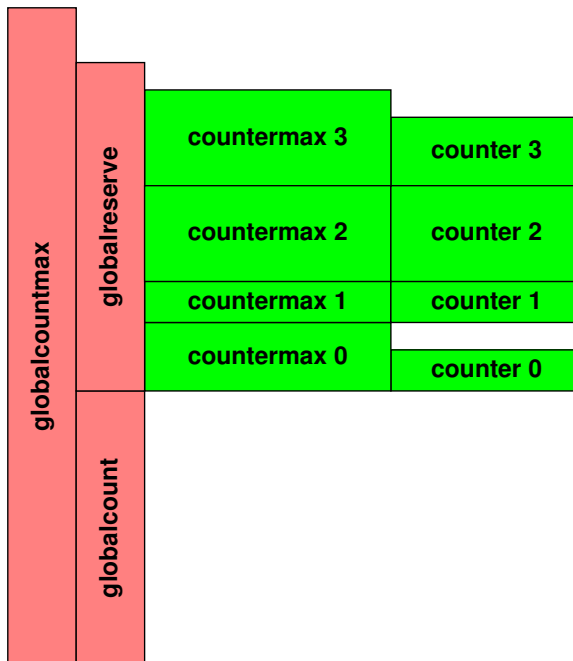 globalcountmax
globalreserve
globalcount
countermax 3
counter 3
countermax 2
counter 2
countermax 1
counter 1
countermax 0
counter 0